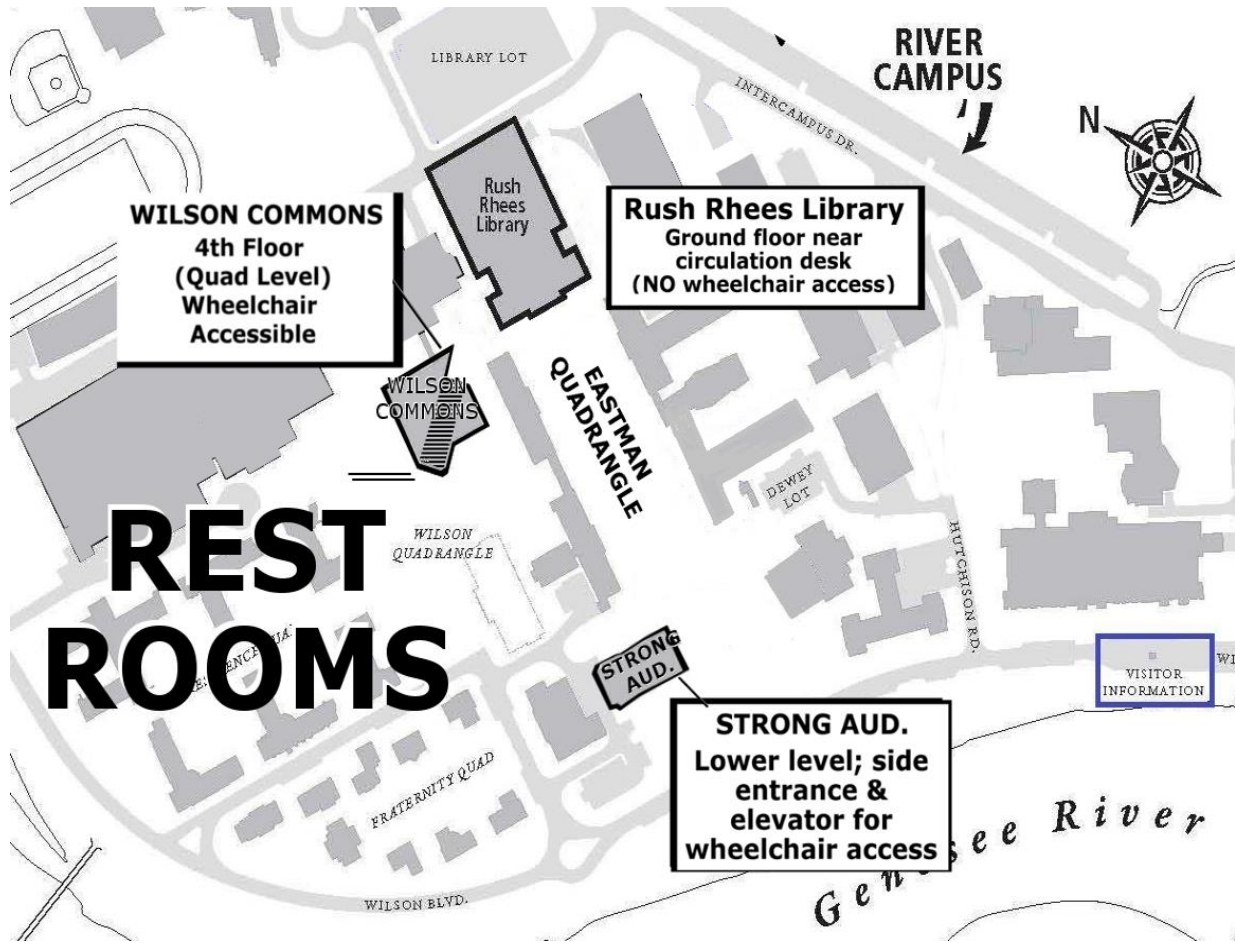 LIBRARY LOT
RIVER
CAMPUS
INTERCAMPUS DR.
N
Rush
Rhees
Library
WILSON COMMONS
4th Floor
(Quad Level)
Wheelchair
Accessible
Rush Rhees Library
Ground floor near
circulation desk
(NO wheelchair access)
WILSON
COMMONS
EASTMAN
QUADRANGLE
DEWEY
LOT
HUTCHISON RD.
REST
ROOMS
WILSON
QUADRANGLE
STRONG
AUD.
VISITOR
INFORMATION
STRONG AUD.
Lower level; side
entrance &
elevator for
wheelchair access
FRATERNITY QUAD
WILSON BLVD.
River